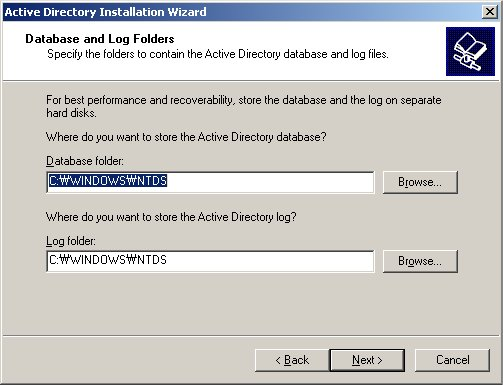 Active Directory Installation Wizard
Database and Log Folders
Specify the folders to contain the Active Directory database and log files.
For best performance and recoverability, store the database and the log on separate
hard disks.
Where do you want to store the Active Directory database?
Database folder:
C:₩WINDOWS₩NTDS
Browse...
Where do you want to store the Active Directory log?
Log folder:
C:₩WINDOWS₩NTDS
Browse...
< Back
Next >
Cancel